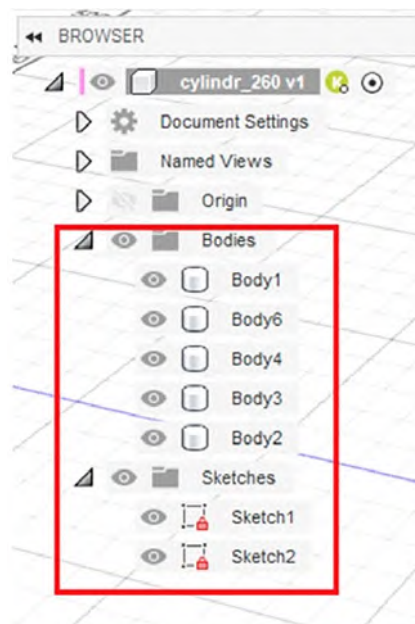 BROWSER
cylindr_260 v1 K
Document Settings
Named Views
Origin
Bodies
Body1
Body6
Body4
Body3
Body2
Sketches
Sketch1
Sketch2